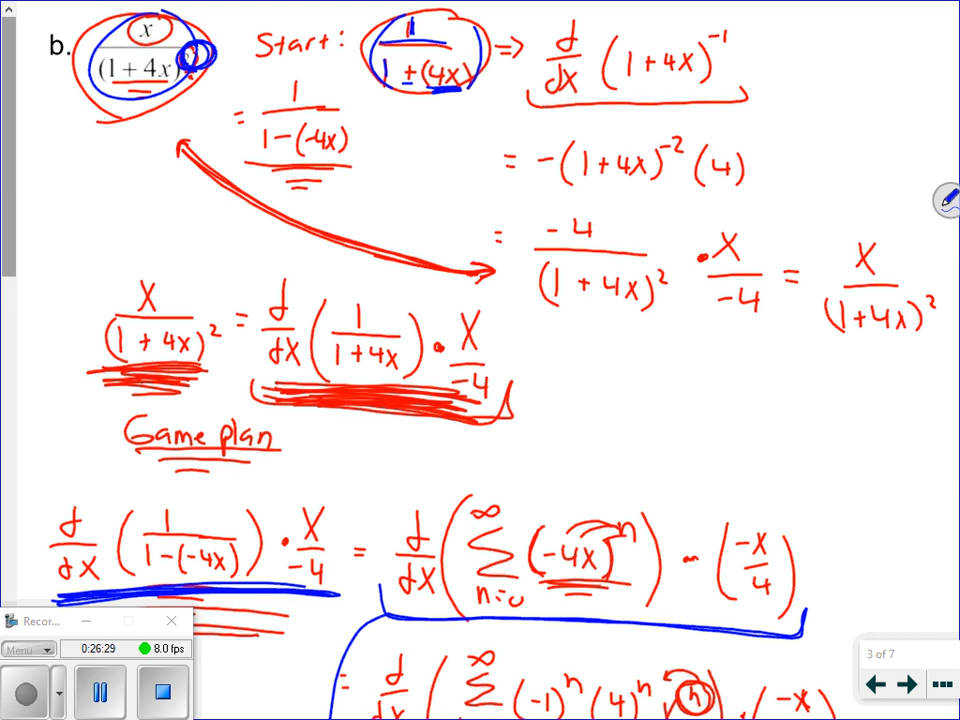 b. x / (1 + 4x)² Start: 1 / (1 + (4x)) => d/dx (1+4x)⁻¹
= 1 / (1-(-4x))
= -(1+4x)⁻² (4)
= -4 / (1+4x)² • x / -4 = x / (1+4x)²
x / (1+4x)² = d/dx (1 / (1+4x)) • x / -4
Game plan
d/dx (1 / (1-(-4x))) • x / -4 = d/dx (∞ Σ n=0 (-4x)ⁿ) • (-x / 4)
= d/dx (∞ Σ (-1)ⁿ (4)ⁿ n) • (-x
Recor...
Menu
0:26:29
8.0 fps
3 of 7